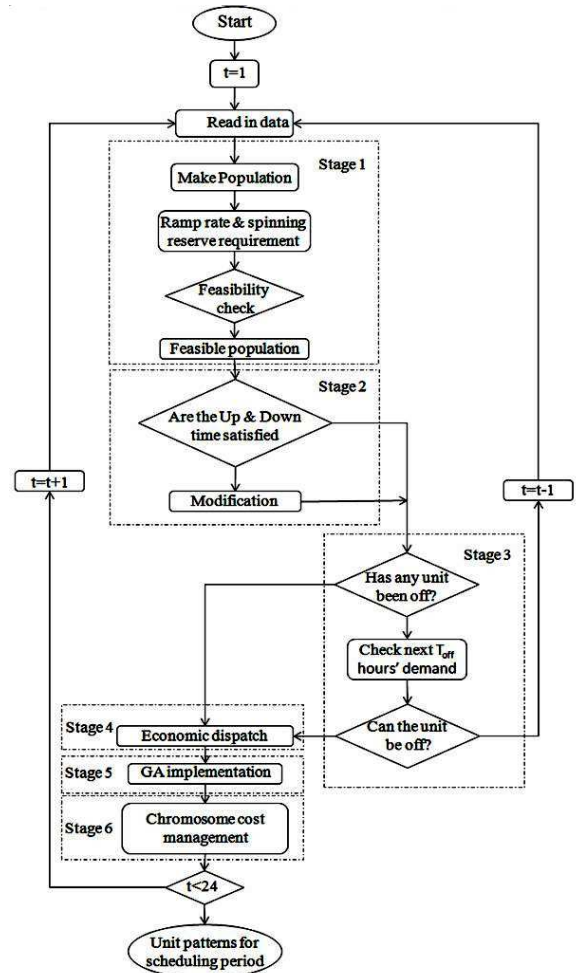 Start
t=1
Read in data
Stage 1
Make Population
Ramp rate & spinning
reserve requirement
Feasibility
check
Feasible population
Stage 2
Are the Up & Down
time satisfied
t=t+1
Modification
t=t-1
Stage 3
Has any unit
been off?
Check next Toff
hours' demand
Stage 4
Economic dispatch
Can the unit
be off?
Stage 5
GA implementation
Stage 6
Chromosome cost
management
t<24
Unit patterns for
scheduling period